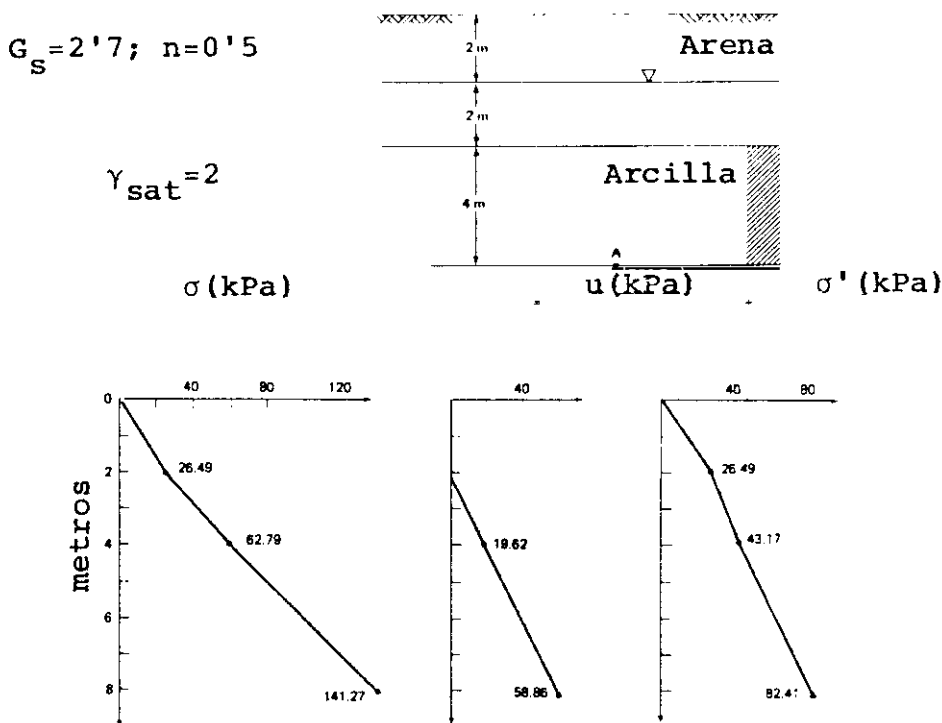 G_s=2'7; n=0'5
2 m
Arena
2 m
γ_sat=2
Arcilla
4 m
A
σ(kPa)
u(kPa)
σ'(kPa)
40 80 120
40
40 80
0
metros
2
4
6
8
26.49
62.79
141.27
19.62
58.86
26.49
43.17
82.41